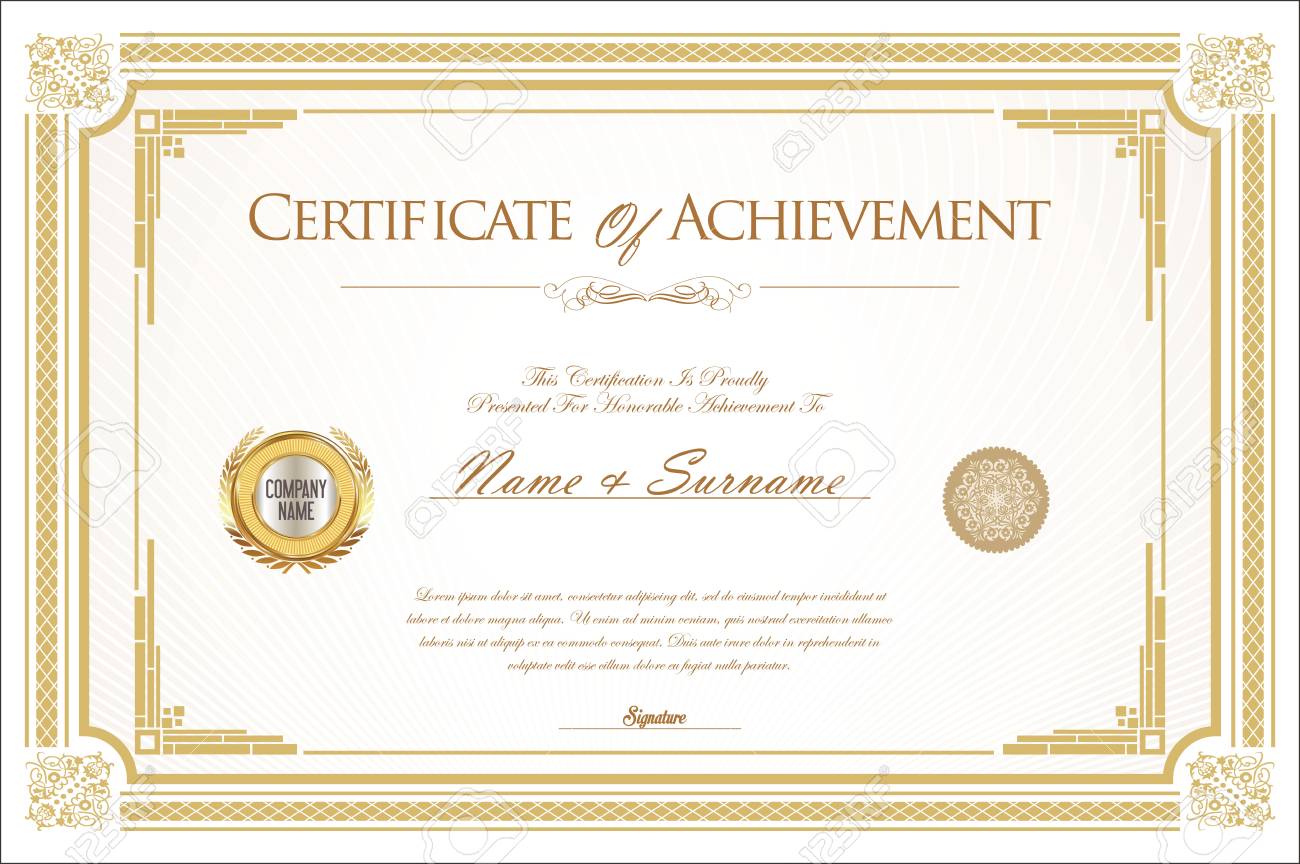 CERTIFICATE Of ACHIEVEMENT
This Certification Is Proudly
Presented For Honorable Achievement To
Name & Surname
COMPANY
NAME
Lorem ipsum dolor sit amet, consectetur adipiscing elit, sed do eiusmod tempor incididunt ut
labore et dolore magna aliqua. Ut enim ad minim veniam, quis nostrud exercitation ullamco
laboris nisi ut aliquip ex ea commodo consequat. Duis aute irure dolor in reprehenderit in
voluptate velit esse cillum dolore eu fugiat nulla pariatur.
Signature
123RF